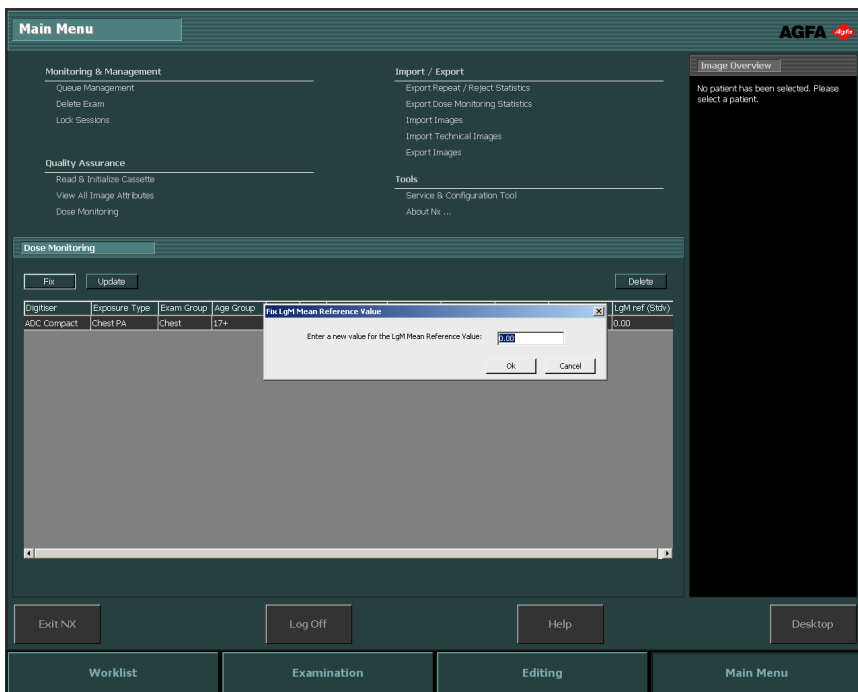 Main Menu
AGFA Agfa
Monitoring & Management
Queue Management
Delete Exam
Lock Sessions
Quality Assurance
Read & Initialize Cassette
View All Image Attributes
Dose Monitoring
Import / Export
Export Repeat / Reject Statistics
Export Dose Monitoring Statistics
Import Images
Import Technical Images
Export Images
Tools
Service & Configuration Tool
About Nx ...
Image Overview
No patient has been selected. Please
select a patient.
Dose Monitoring
Fix Update Delete
Digitiser Exposure Type Exam Group Age Group LgM ref (Stdv)
ADC Compact Chest PA Chest 17+ 0.00
Fix LgM Mean Reference Value
Enter a new value for the LgM Mean Reference Value: 0.00
Ok Cancel
Exit NX Log Off Help Desktop
Worklist Examination Editing Main Menu